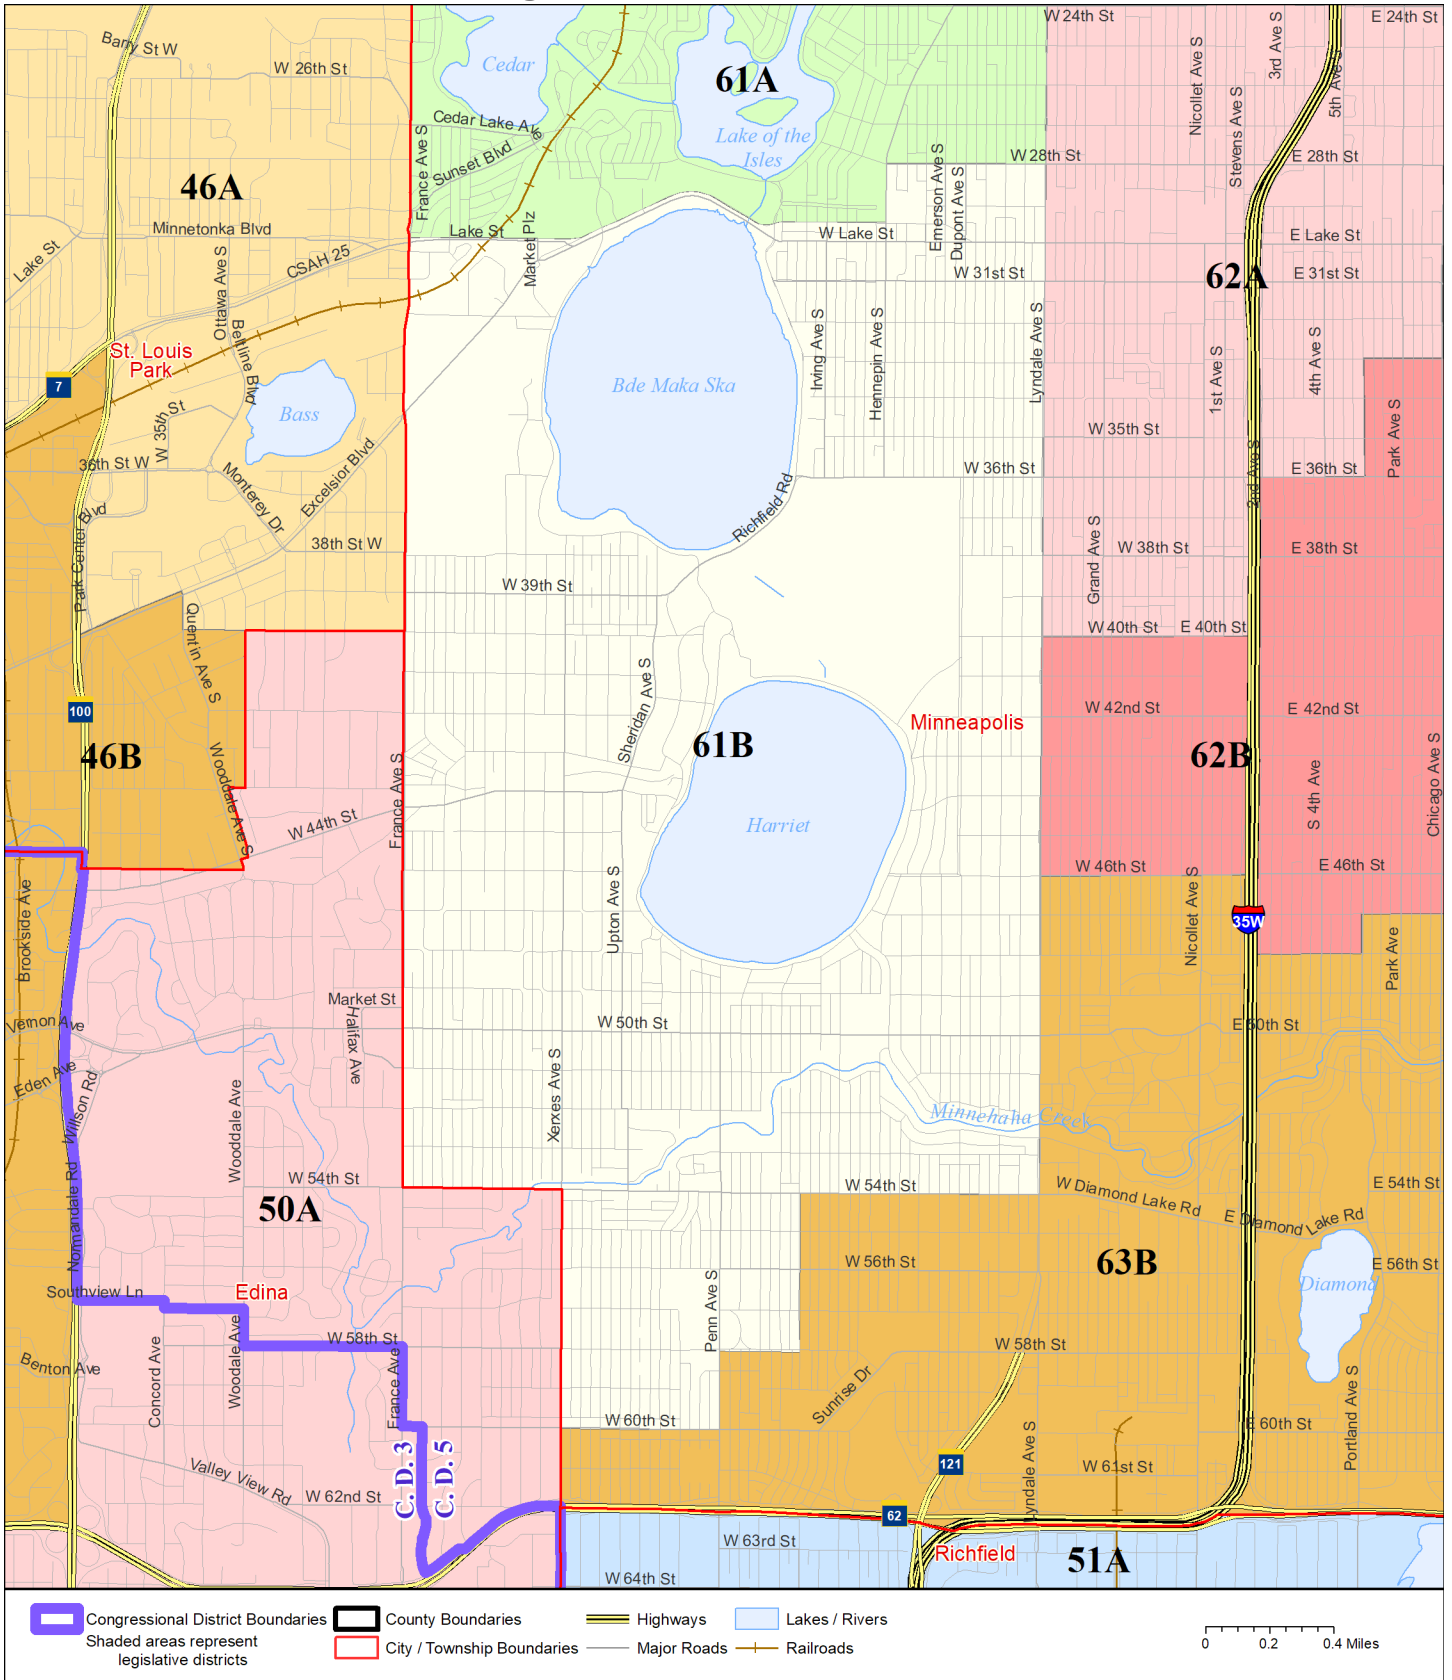 Barry St W
W 26th St
Cedar
61A
W 24th St
E 24th St
3rd Ave S
Nicollet Ave S
5th Ave S
Stevens Ave S
Cedar Lake Ave
Sunset Blvd
France Ave S
Lake of the
Isles
W 28th St
E 28th St
46A
Emerson Ave S
Dupont Ave S
Minnetonka Blvd
Lake St
Lake St
Market Plz
W Lake St
E Lake St
CSAH 25
Ottawa Ave S
W 31st St
62A
E 31st St
Beltline Blvd
St. Louis
Park
7
Irving Ave S
Hennepin Ave S
Lyndale Ave S
1st Ave S
4th Ave S
Bde Maka Ska
Bass
W 35th St
W 35th St
Park Ave S
36th St W
Monterey Dr
Excelsior Blvd
W 36th St
2nd Ave S
E 36th St
Richfield Rd
Park Center Blvd
38th St W
Grand Ave S
W 38th St
E 38th St
W 39th St
Quentin Ave S
W 40th St
E 40th St
Sheridan Ave S
100
W 42nd St
E 42nd St
Minneapolis
61B
46B
62B
Wooddale Ave S
France Ave S
S 4th Ave
Chicago Ave S
W 44th St
Harriet
W 46th St
E 46th St
Brookside Ave
Upton Ave S
Nicollet Ave S
35W
Park Ave
Market St
Halifax Ave
Vernon Ave
W 50th St
E 50th St
Eden Ave
Willson Rd
Wooddale Ave
Xerxes Ave S
Minnehaha Creek
W 54th St
W 54th St
E 54th St
Normandale Rd
50A
W Diamond Lake Rd
E Diamond Lake Rd
W 56th St
63B
E 56th St
Southview Ln
Edina
Diamond
Penn Ave S
W 58th St
W 58th St
Benton Ave
Concord Ave
Woodale Ave
France Ave
Sunrise Dr
W 60th St
E 60th St
Portland Ave S
C. D. 3
C. D. 5
121
Lyndale Ave S
W 61st St
Valley View Rd
W 62nd St
62
W 63rd St
Richfield
51A
W 64th St
Congressional District Boundaries
County Boundaries
Highways
Lakes / Rivers
Shaded areas represent
legislative districts
City / Township Boundaries
Major Roads
Railroads
0 0.2 0.4 Miles